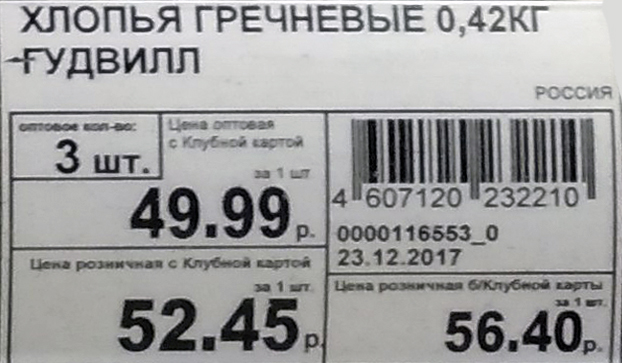 ХЛОПЬЯ ГРЕЧНЕВЫЕ 0,42КГ
ГУДВИЛЛ
РОССИЯ
оптовое кол-во:
3 шт.
Цена оптовая
с Клубной картой
за 1 шт
49.99 р.
4 607120 232210
0000116553_0
23.12.2017
Цена розничная с Клубной картой
за 1 шт.
52.45 р.
Цена розничная б/Клубной карты
за 1 шт.
56.40 р.